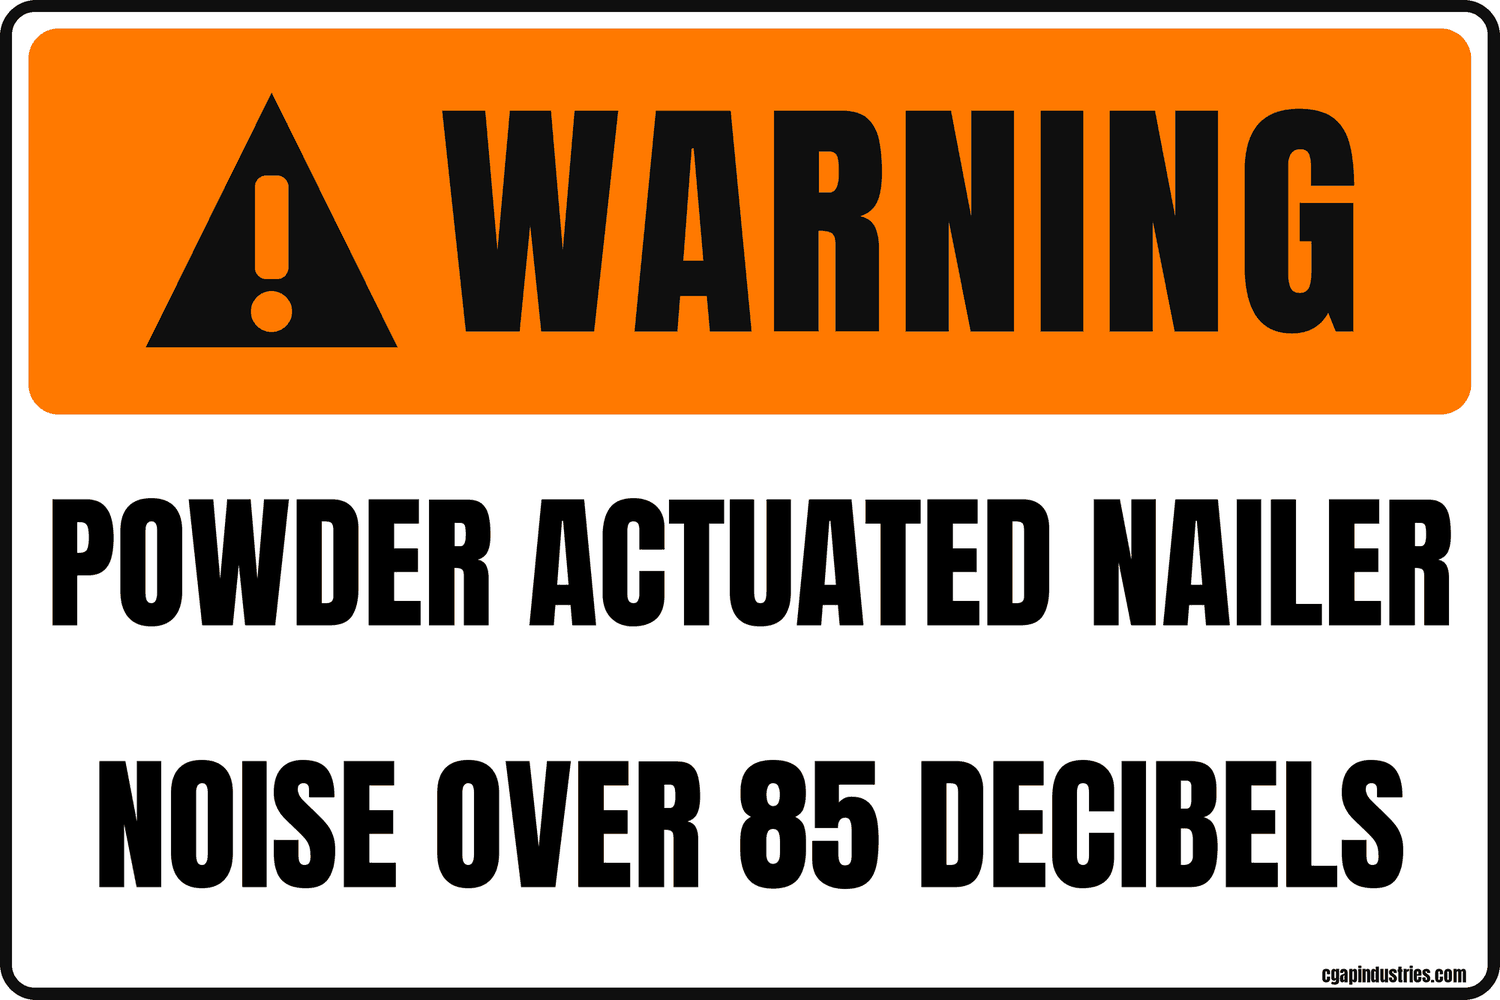 WARNING
POWDER ACTUATED NAILER
NOISE OVER 85 DECIBELS
cgapindustries.com